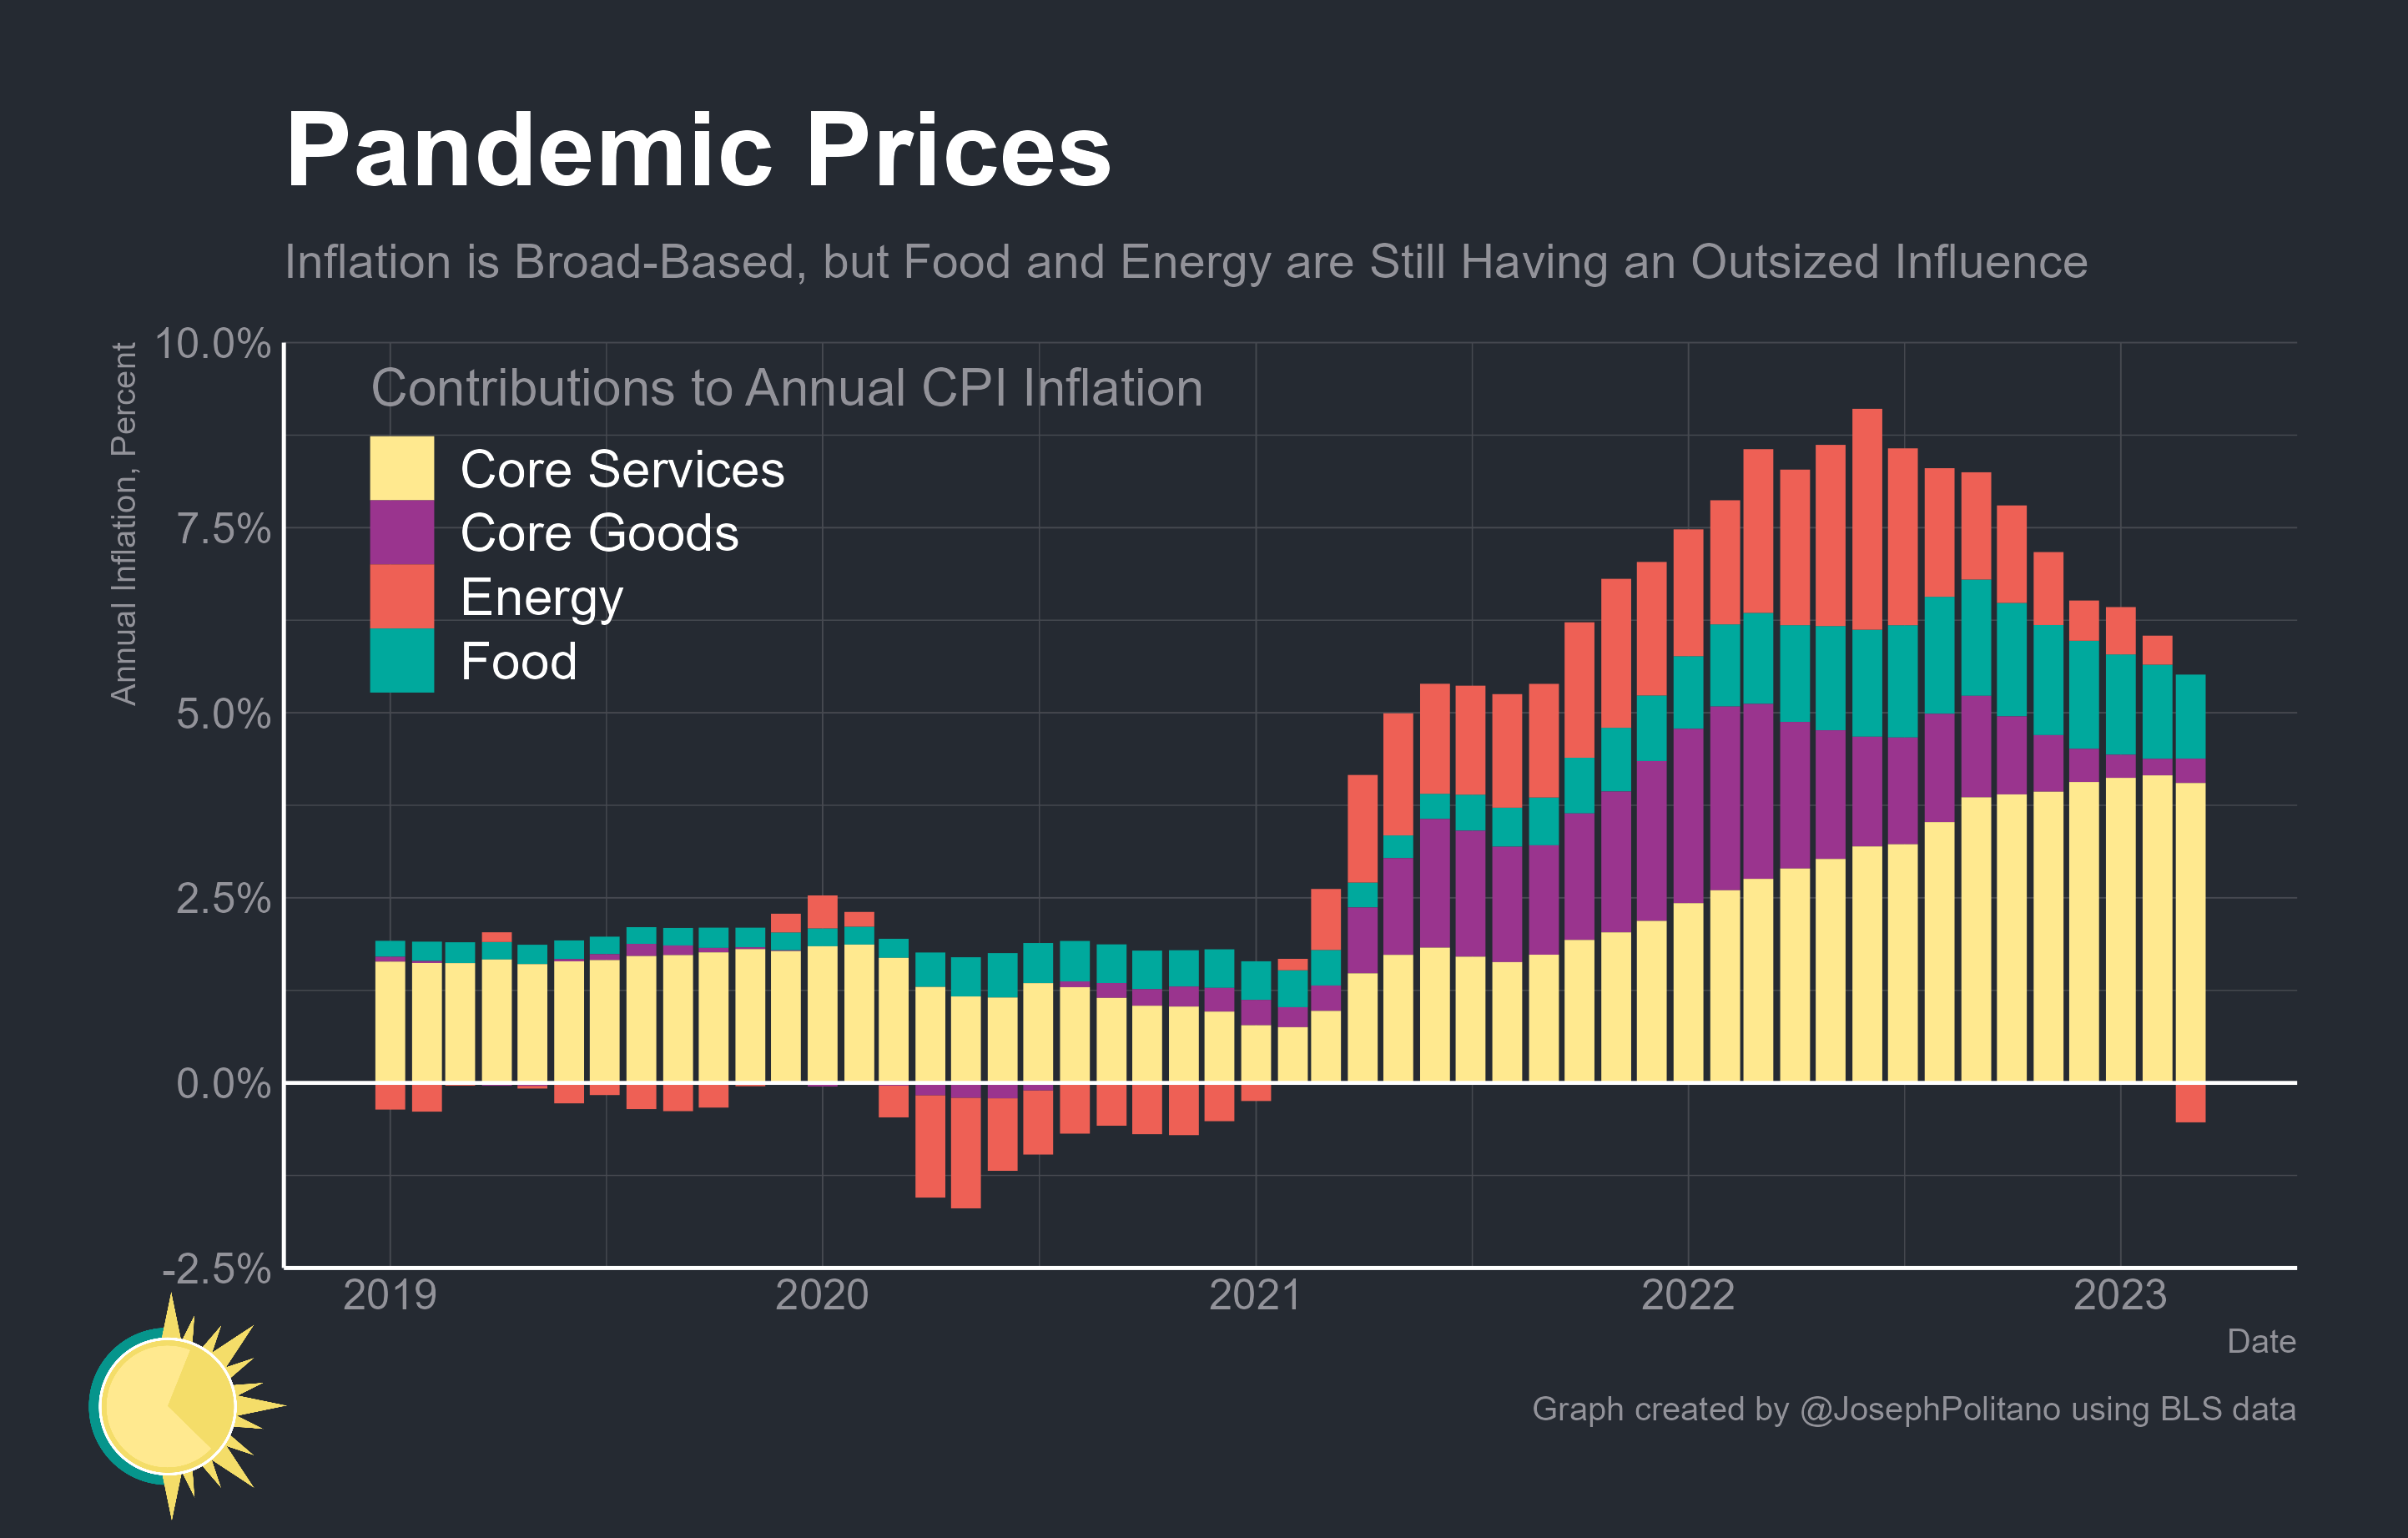 Pandemic Prices
Inflation is Broad-Based, but Food and Energy are Still Having an Outsized Influence
Annual Inflation, Percent
10.0%
7.5%
5.0%
2.5%
0.0%
-2.5%
Contributions to Annual CPI Inflation
Core Services
Core Goods
Energy
Food
2019
2020
2021
2022
2023
Date
Graph created by @JosephPolitano using BLS data